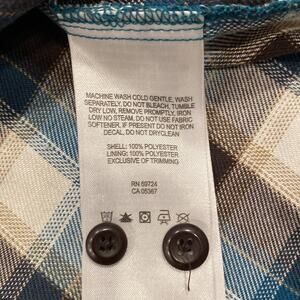 MACHINE WASH COLD GENTLE, WASH
SEPARATELY, DO NOT BLEACH, TUMBLE
DRY LOW, REMOVE PROMPTLY, IRON
LOW NO STEAM, DO NOT USE FABRIC
SOFTENER, IF PRESENT DO NOT IRON
DECAL, DO NOT DRYCLEAN
SHELL: 100% POLYESTER
LINING: 100% POLYESTER
EXCLUSIVE OF TRIMMING
RN 69724
CA 05367